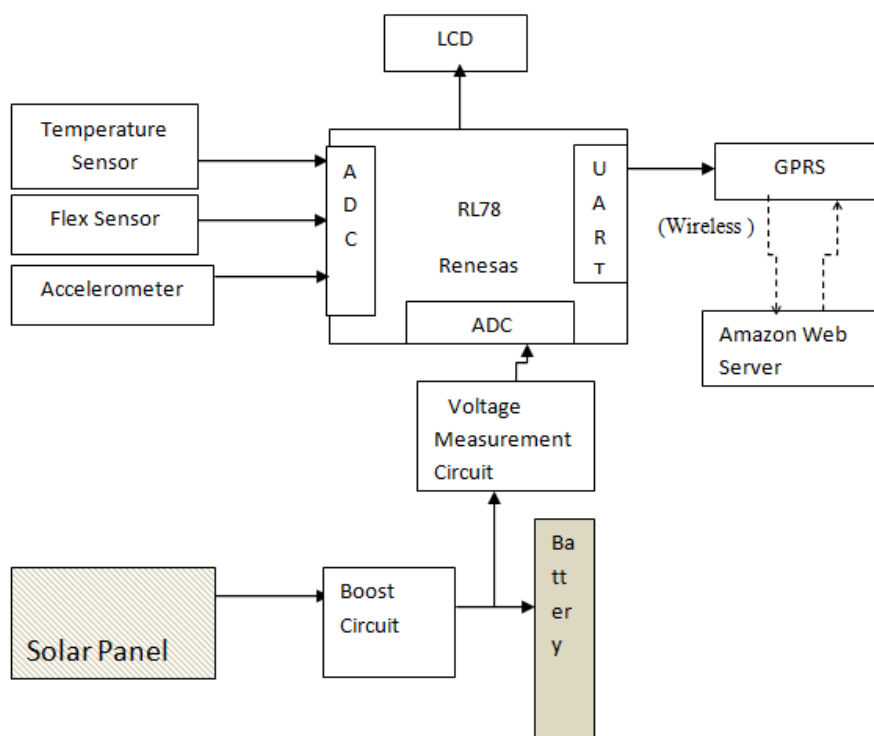 LCD
Temperature
Sensor
Flex Sensor
Accelerometer
A
D
C
RL78
Renesas
U
A
R
T
ADC
GPRS
(Wireless )
Amazon Web
Server
Voltage
Measurement
Circuit
Solar Panel
Boost
Circuit
Ba
tt
er
y